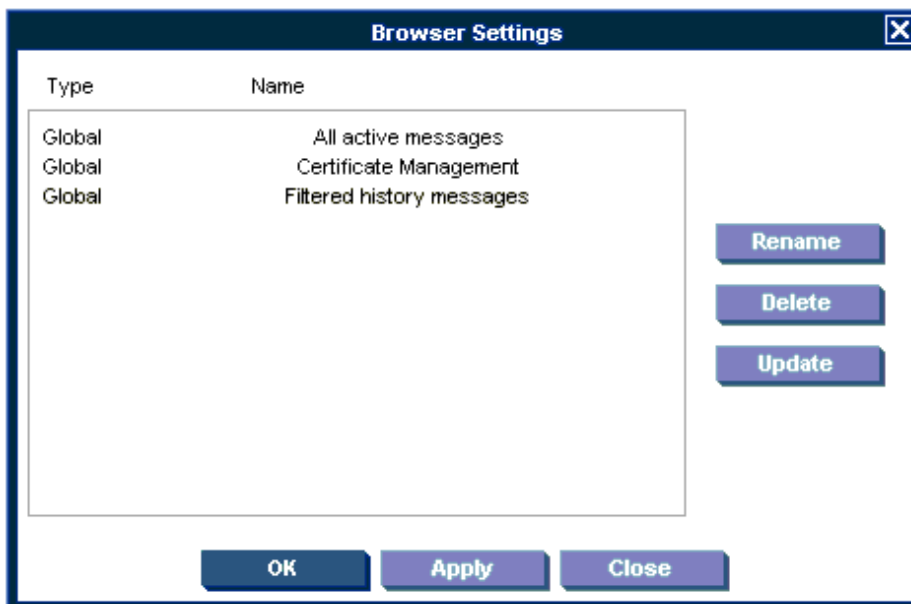 Browser Settings
Type Name
Global All active messages
Global Certificate Management
Global Filtered history messages
Rename
Delete
Update
OK Apply Close